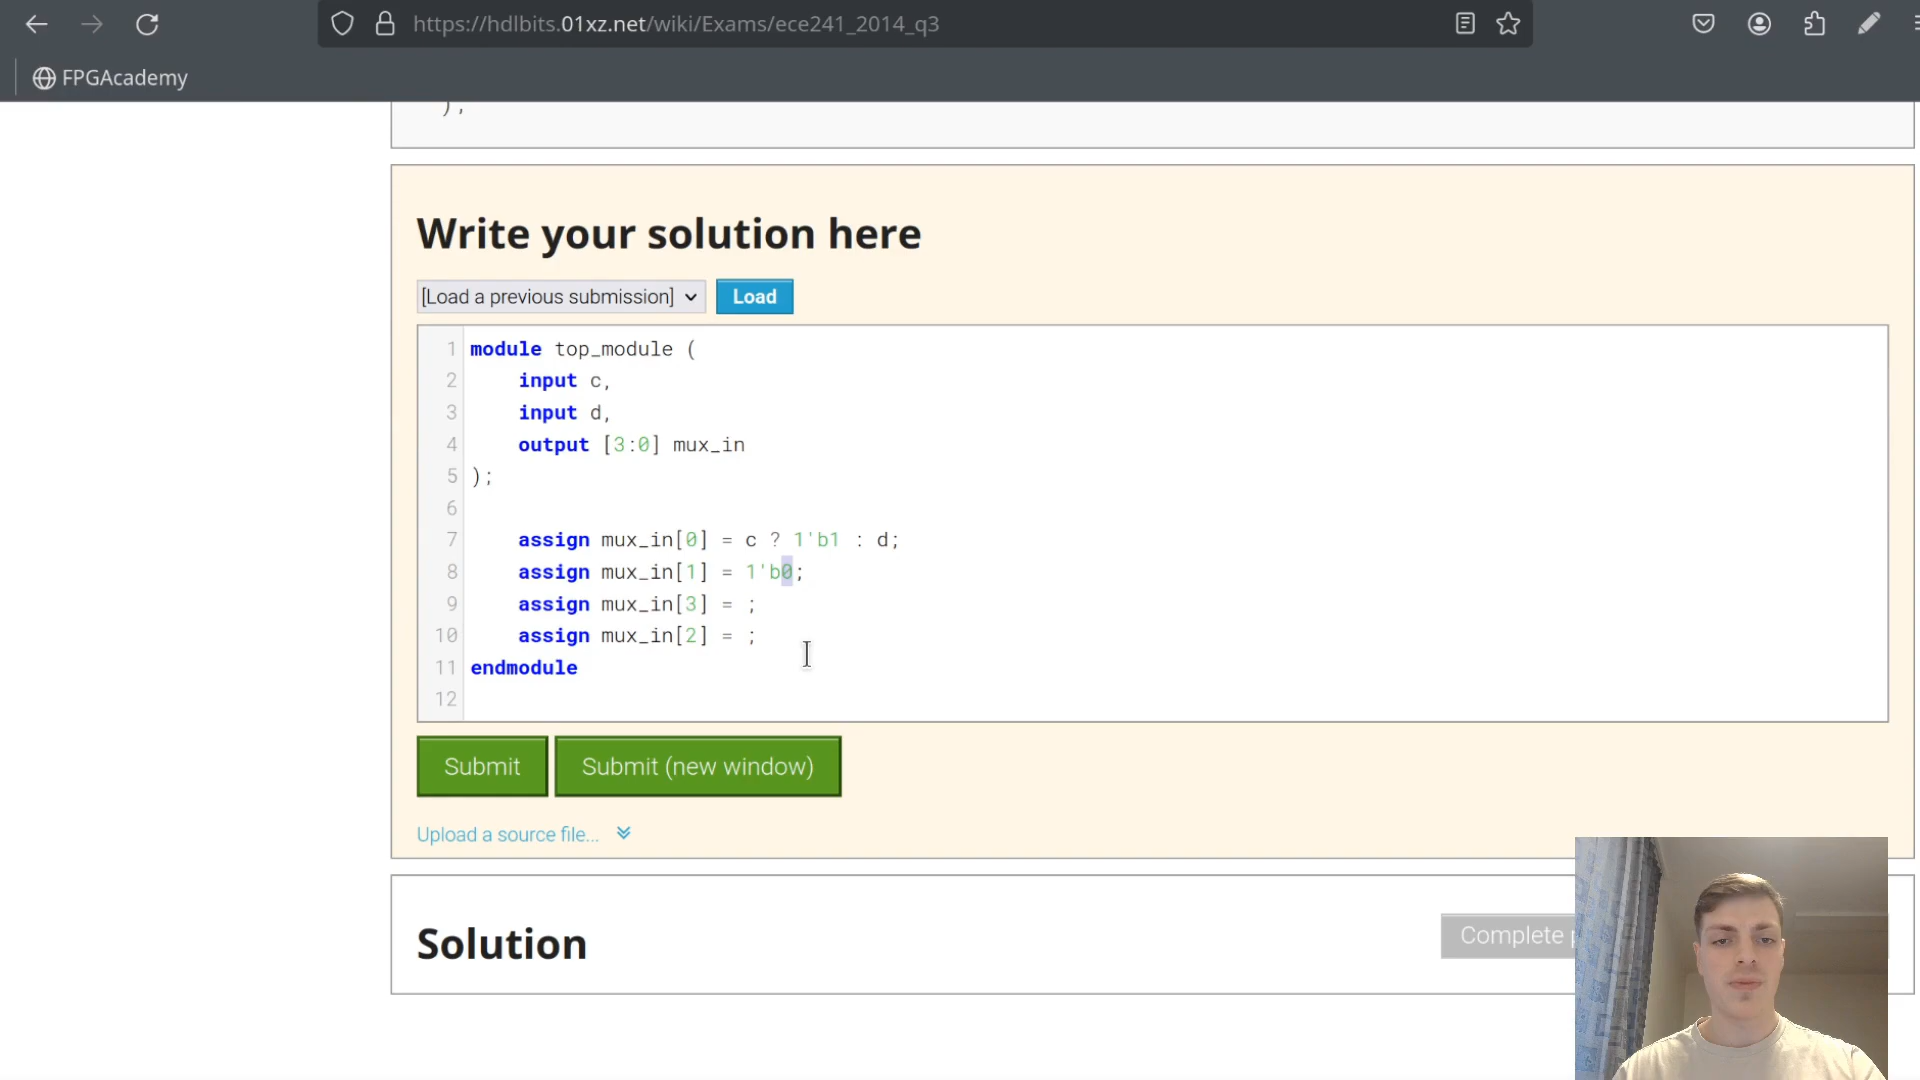 https://hdlbits.01xz.net/wiki/Exams/ece241_2014_q3
FPGAcademy
);
Write your solution here
[Load a previous submission]
Load
1 module top_module (
2 input c,
3 input d,
4 output [3:0] mux_in
5 );
6
7 assign mux_in[0] = c ? 1'b1 : d;
8 assign mux_in[1] = 1'b0;
9 assign mux_in[3] = ;
10 assign mux_in[2] = ;
11 endmodule
12
Submit
Submit (new window)
Upload a source file...
Solution
Complete